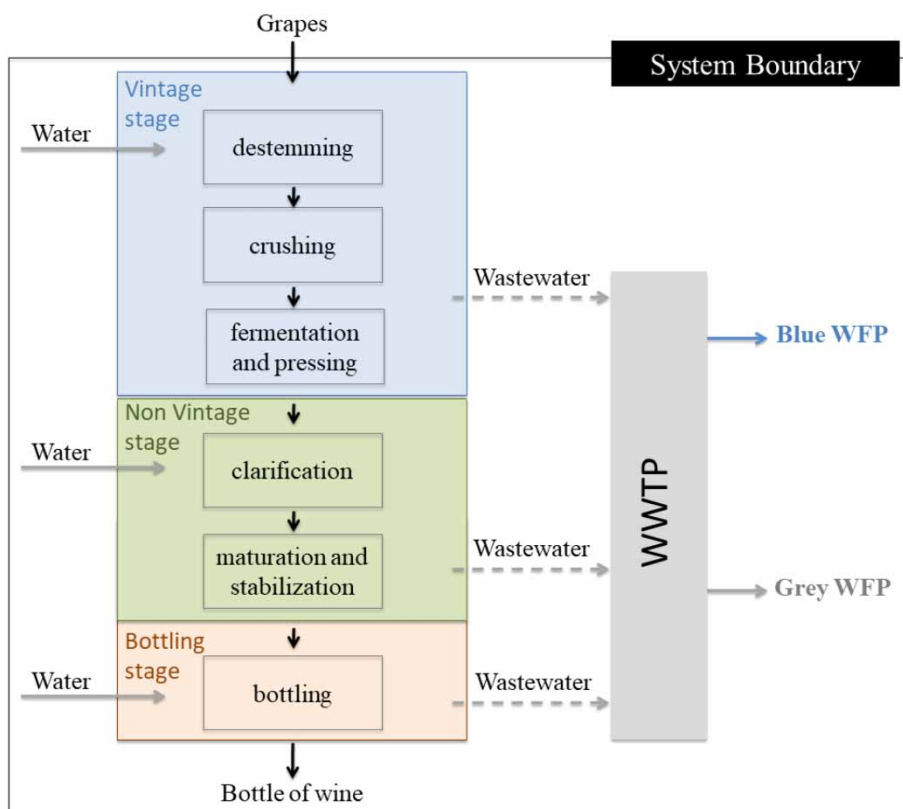 Grapes
System Boundary
Vintage
stage
Water
destemming
crushing
Wastewater
fermentation
and pressing
Blue WFP
Non Vintage
stage
Water
clarification
WWTP
Wastewater
maturation and
stabilization
Grey WFP
Bottling
stage
Water
Wastewater
bottling
Bottle of wine